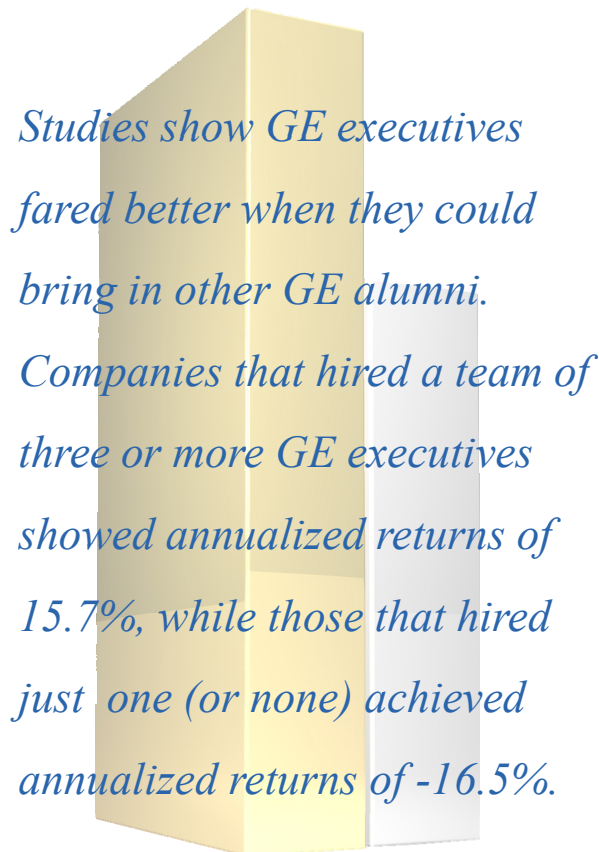 Studies show GE executives
fared better when they could
bring in other GE alumni.
Companies that hired a team of
three or more GE executives
showed annualized returns of
15.7%, while those that hired
just  one (or none) achieved
annualized returns of -16.5%.